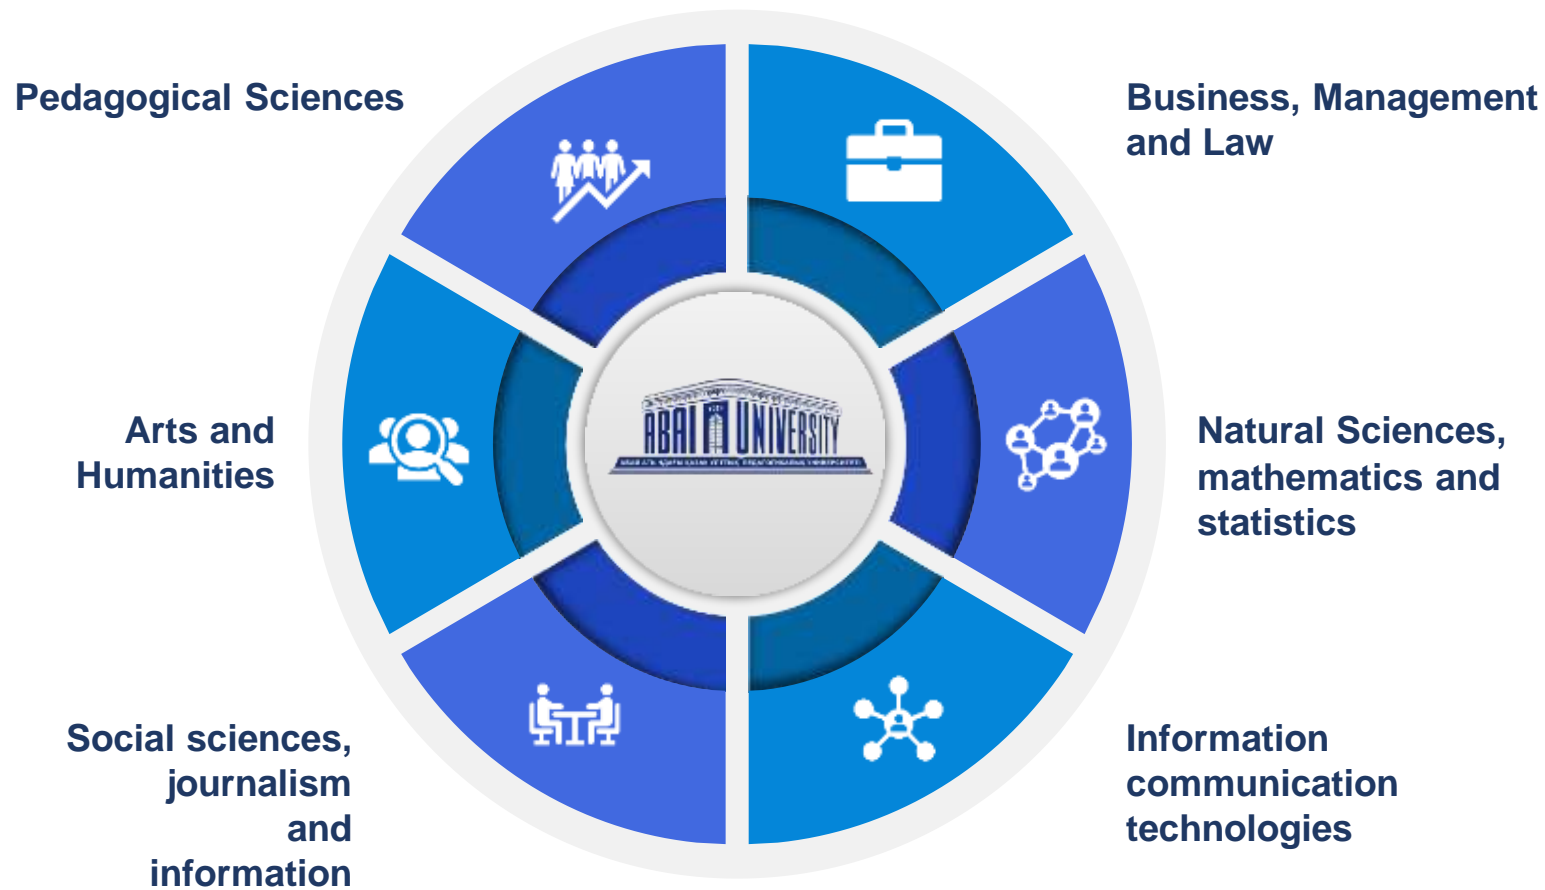 Pedagogical Sciences
Business, Management
and Law
Arts and
Humanities
ABAI UNIVERSITY
Natural Sciences,
mathematics and
statistics
Social sciences,
journalism
and
information
Information
communication
technologies